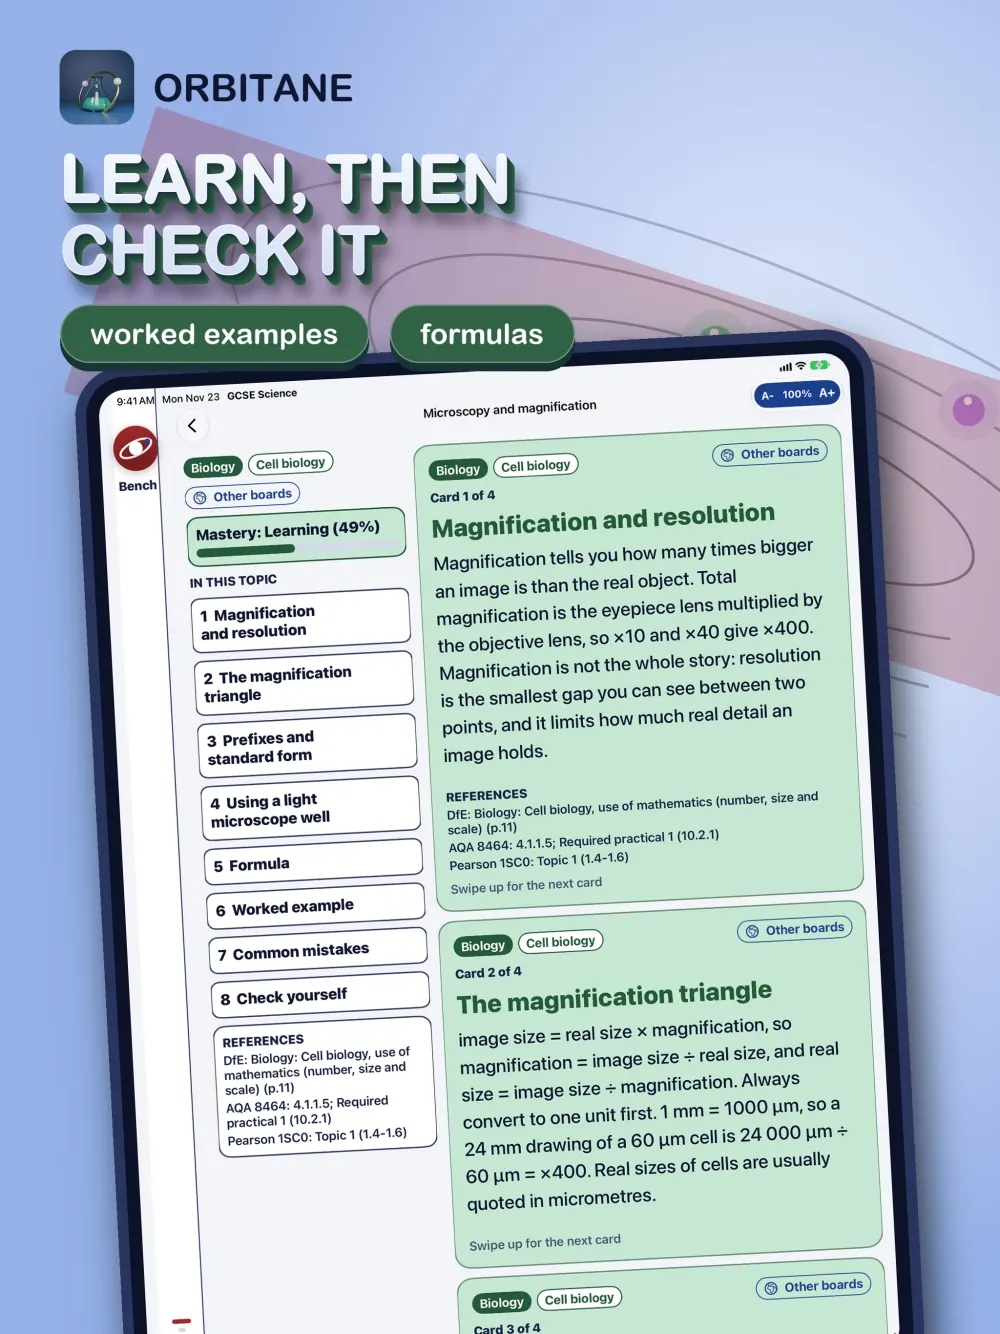 ORBITANE
LEARN, THEN
CHECK IT
worked examples
formulas
9:41 AM Mon Nov 23 GCSE Science
Microscopy and magnification
A- 100% A+
Bench
Biology Cell biology
Other boards
Mastery: Learning (49%)
IN THIS TOPIC
1 Magnification
and resolution
2 The magnification
triangle
3 Prefixes and
standard form
4 Using a light
microscope well
5 Formula
6 Worked example
7 Common mistakes
8 Check yourself
REFERENCES
DfE: Biology: Cell biology, use of
mathematics (number, size and
scale) (p.11)
AQA 8464: 4.1.1.5; Required
practical 1 (10.2.1)
Pearson 1SC0: Topic 1 (1.4-1.6)
Biology Cell biology
Other boards
Card 1 of 4
Magnification and resolution
Magnification tells you how many times bigger
an image is than the real object. Total
magnification is the eyepiece lens multiplied by
the objective lens, so ×10 and ×40 give ×400.
Magnification is not the whole story: resolution
is the smallest gap you can see between two
points, and it limits how much real detail an
image holds.
REFERENCES
DfE: Biology: Cell biology, use of mathematics (number, size and
scale) (p.11)
AQA 8464: 4.1.1.5; Required practical 1 (10.2.1)
Pearson 1SC0: Topic 1 (1.4-1.6)
Swipe up for the next card
Biology Cell biology
Other boards
Card 2 of 4
The magnification triangle
image size = real size × magnification, so
magnification = image size ÷ real size, and real
size = image size ÷ magnification. Always
convert to one unit first. 1 mm = 1000 µm, so a
24 mm drawing of a 60 µm cell is 24 000 µm ÷
60 µm = ×400. Real sizes of cells are usually
quoted in micrometres.
Swipe up for the next card
Biology Cell biology
Other boards
Card 3 of 4